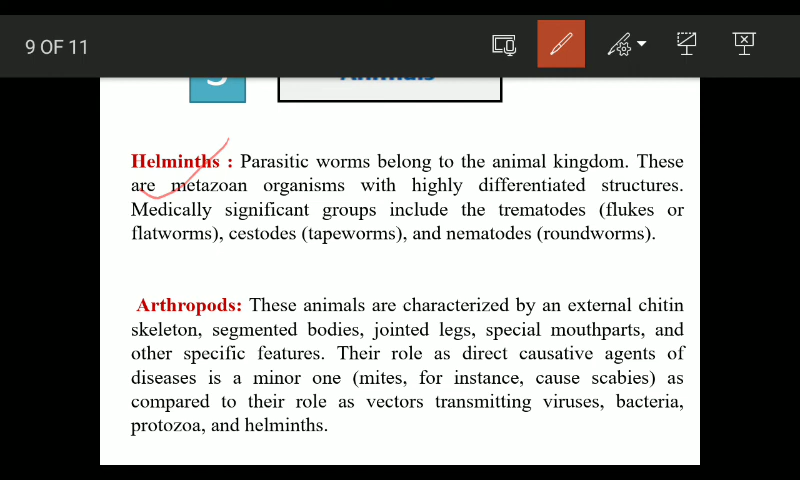 9 OF 11
Animals
Helminths : Parasitic worms belong to the animal kingdom. These
are metazoan organisms with highly differentiated structures.
Medically significant groups include the trematodes (flukes or
flatworms), cestodes (tapeworms), and nematodes (roundworms).
Arthropods: These animals are characterized by an external chitin
skeleton, segmented bodies, jointed legs, special mouthparts, and
other specific features. Their role as direct causative agents of
diseases is a minor one (mites, for instance, cause scabies) as
compared to their role as vectors transmitting viruses, bacteria,
protozoa, and helminths.